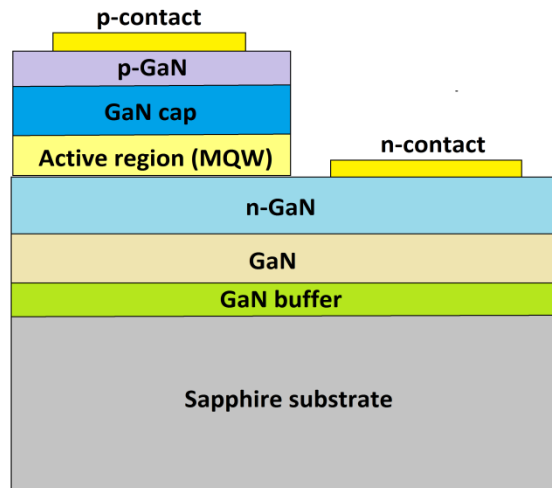 p-contact
p-GaN
GaN cap
Active region (MQW)
n-contact
n-GaN
GaN
GaN buffer
Sapphire substrate